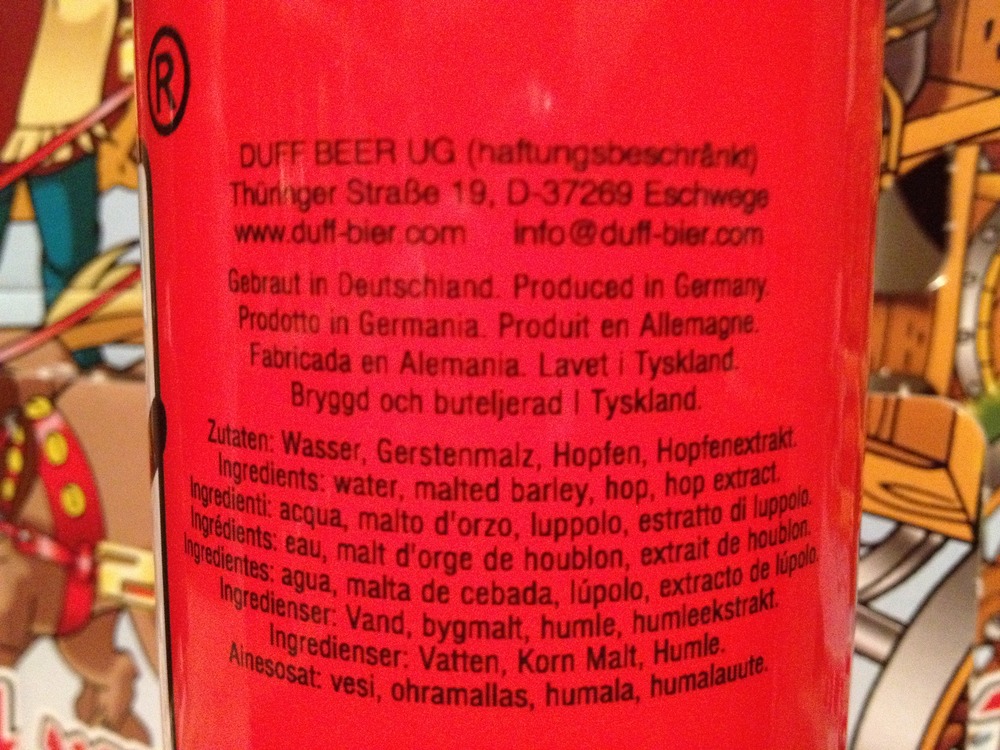 ®
DUFF BEER UG (haftungsbeschränkt)
Thüringer Straße 19, D-37269 Eschwege
www.duff-bier.com info@duff-bier.com
Gebraut in Deutschland. Produced in Germany.
Prodotto in Germania. Produit en Allemagne.
Fabricada en Alemania. Lavet i Tyskland.
Bryggd och buteljerad I Tyskland.
Zutaten: Wasser, Gerstenmalz, Hopfen, Hopfenextrakt.
Ingredients: water, malted barley, hop, hop extract.
Ingredienti: acqua, malto d'orzo, luppolo, estratto di luppolo.
Ingrédients: eau, malt d'orge de houblon, extrait de houblon.
Ingredientes: agua, malta de cebada, lúpolo, extracto de lúpolo.
Ingredienser: Vand, bygmalt, humle, humleekstrakt.
Ingredienser: Vatten, Korn Malt, Humle.
Ainesosat: vesi, ohramallas, humala, humalauute.